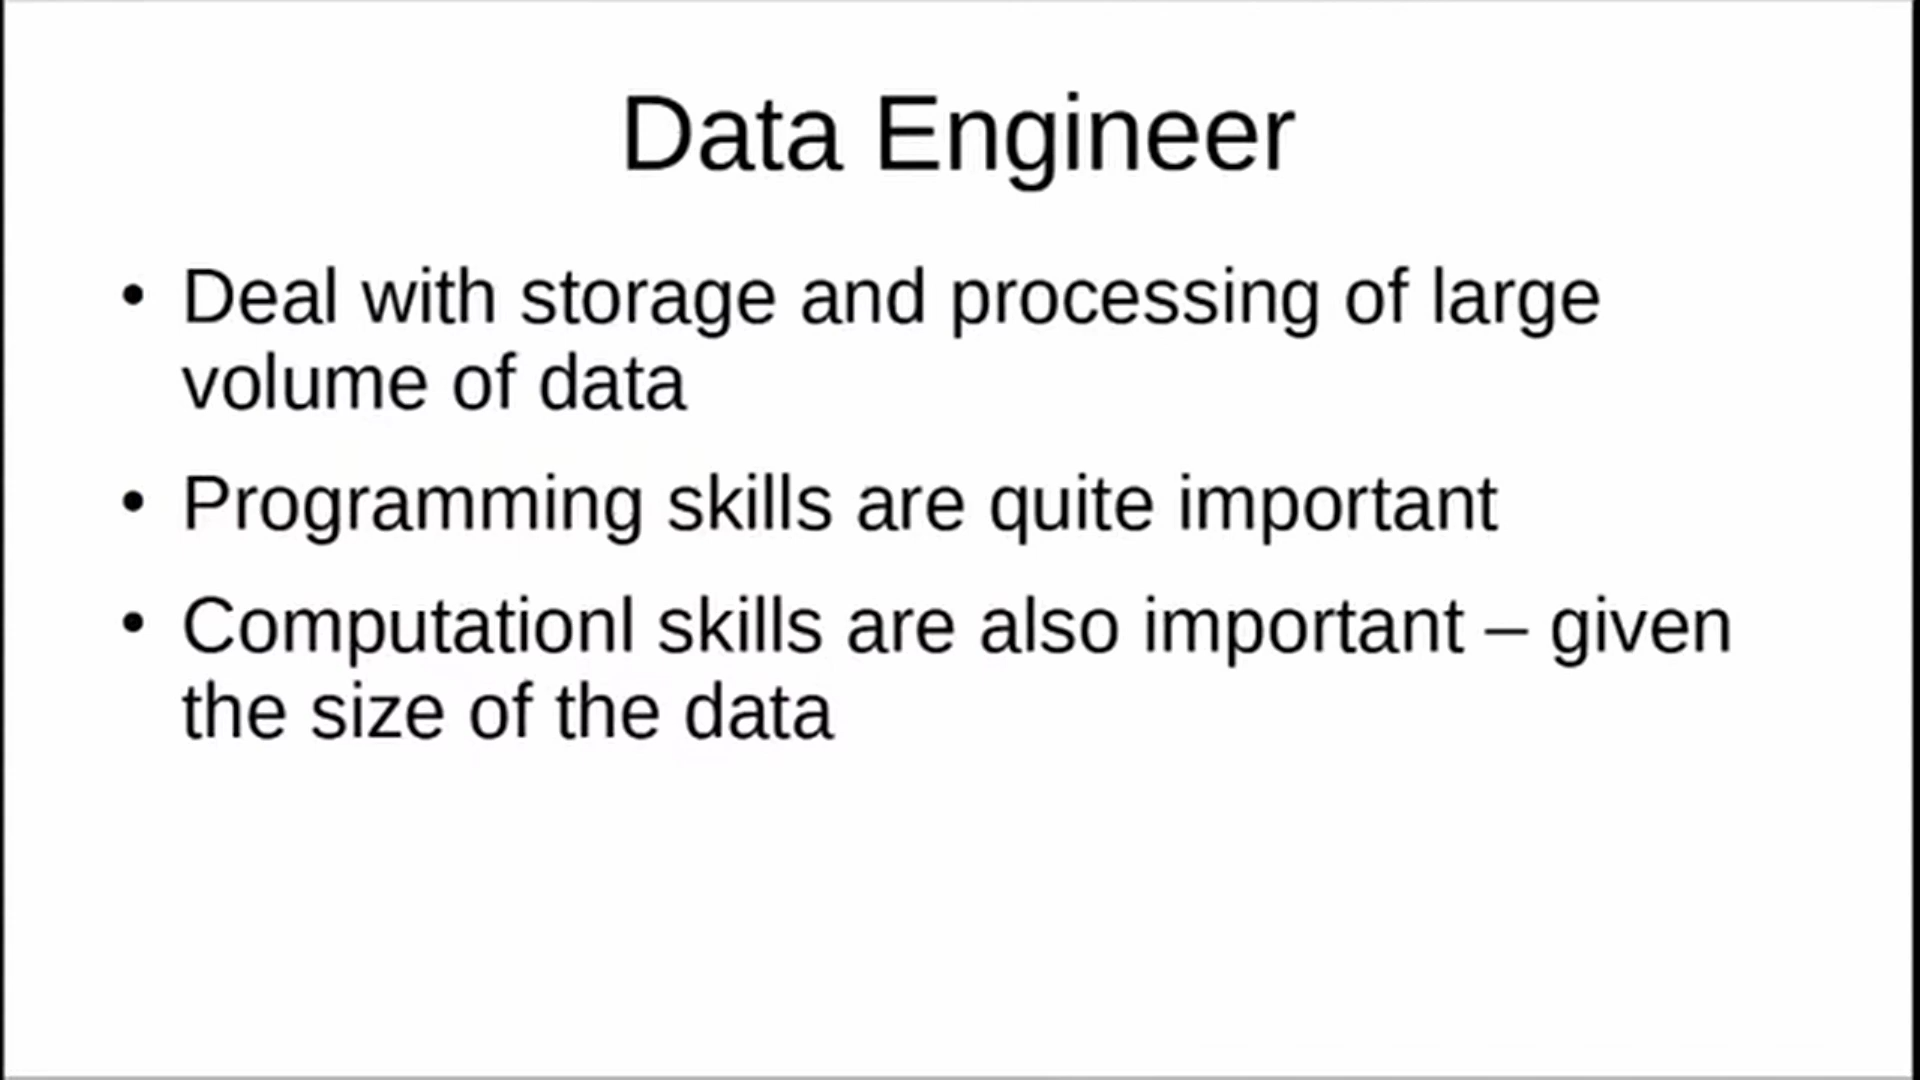 Data Engineer
• Deal with storage and processing of large
volume of data
• Programming skills are quite important
• Computationl skills are also important – given
the size of the data